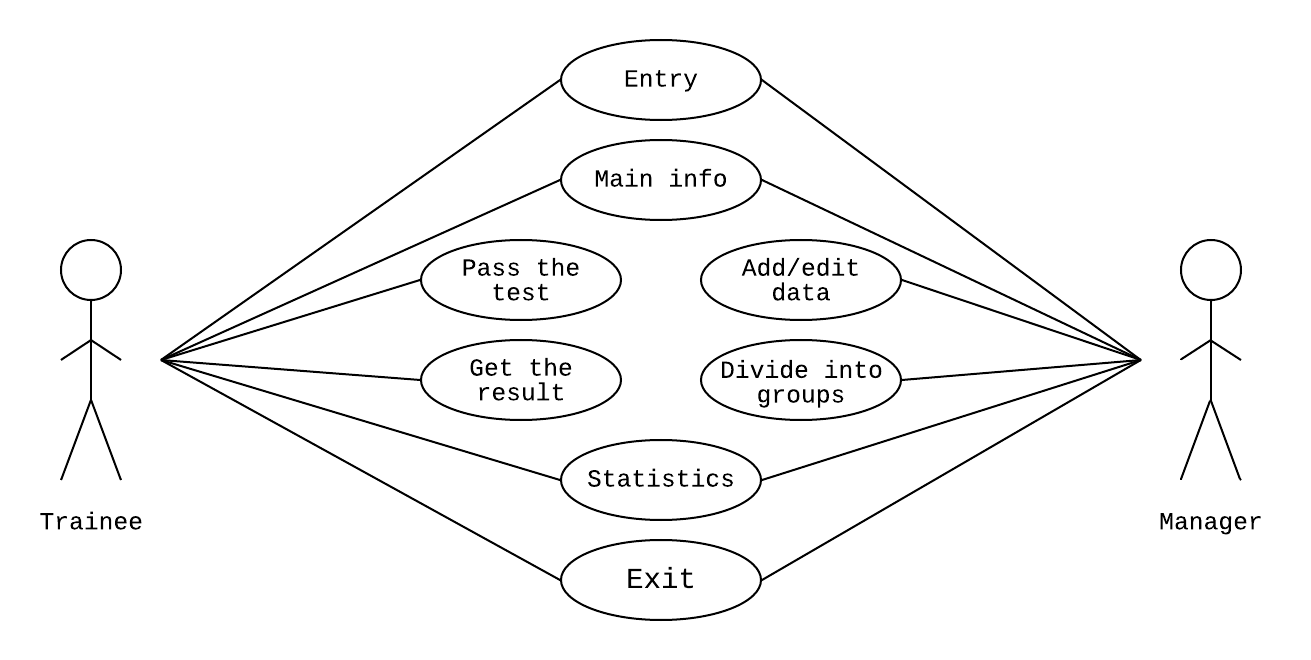 Entry
Main info
Pass the
test
Add/edit
data
Get the
result
Divide into
groups
Statistics
Exit
Trainee
Manager